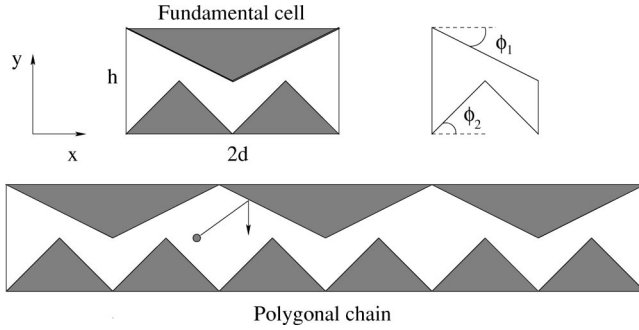 Fundamental cell
y
h
x
2d
ϕ₁
ϕ₂
Polygonal chain